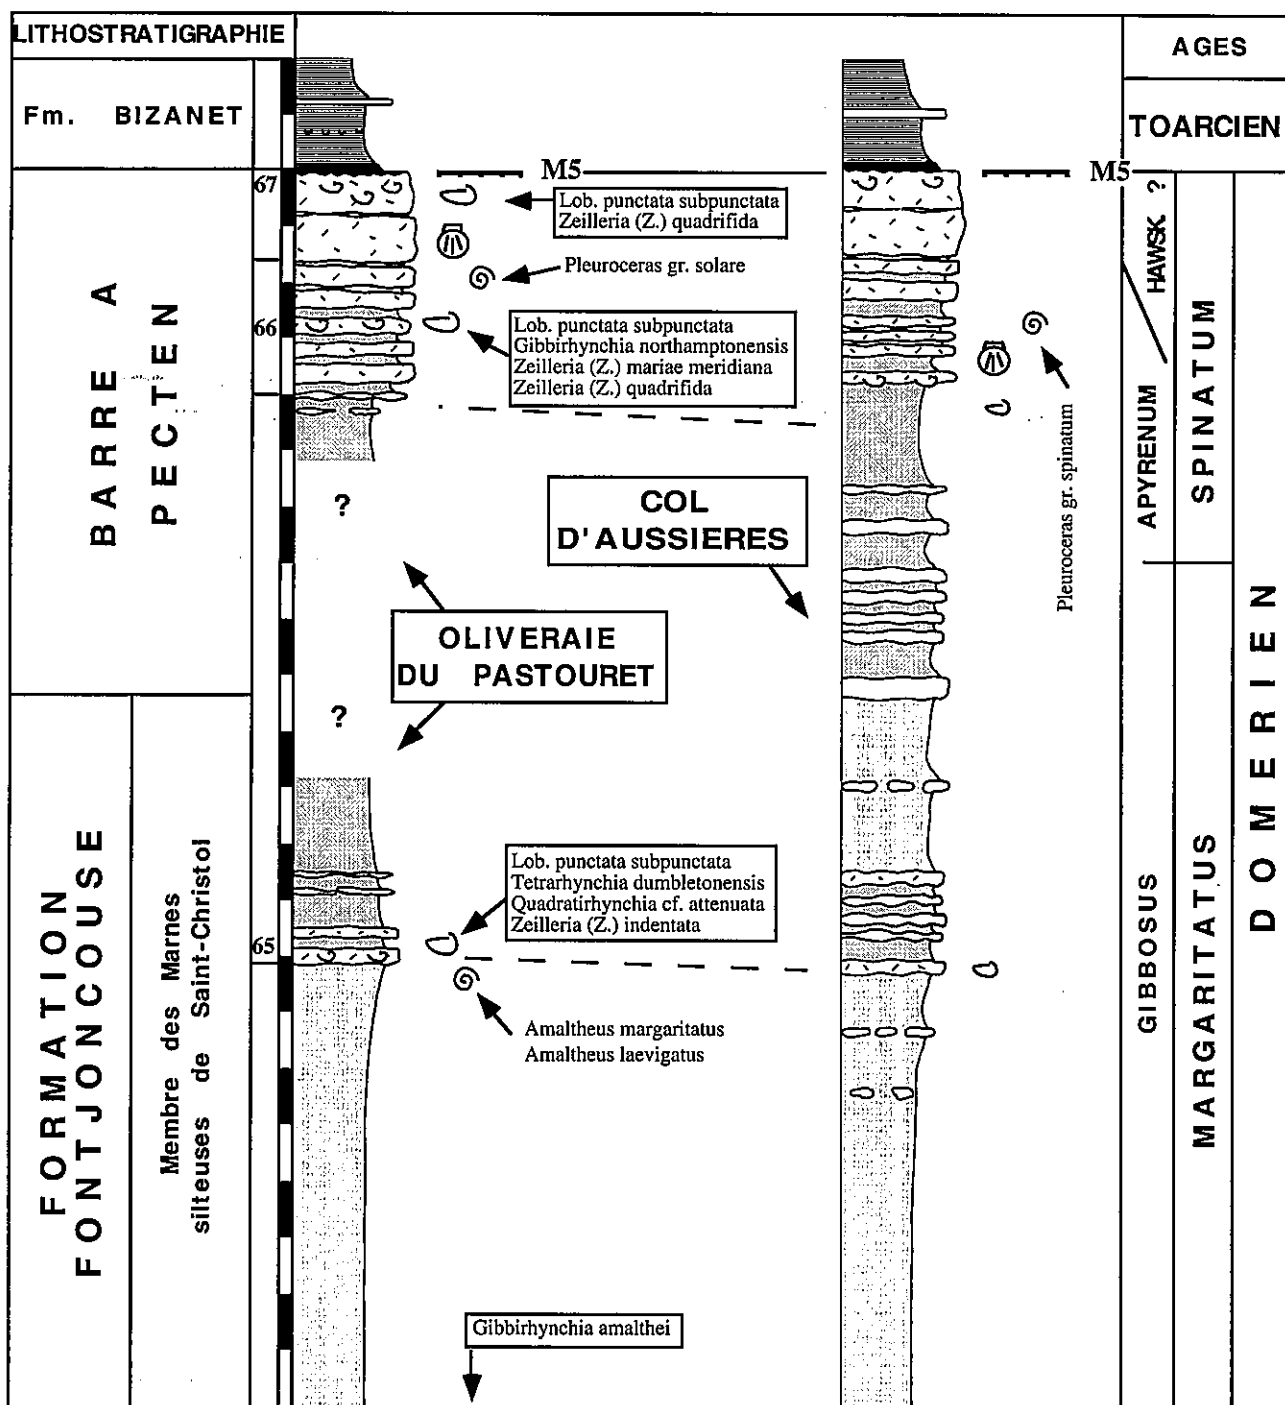 LITHOSTRATIGRAPHIE
AGES
Fm. BIZANET
TOARCIEN
67
M5
M5
Lob. punctata subpunctata
Zeilleria (Z.) quadrifida
Pleuroceras gr. solare
66
Lob. punctata subpunctata
Gibbirhynchia northamptonensis
Zeilleria (Z.) mariae meridiana
Zeilleria (Z.) quadrifida
BARRE A
PECTEN
HAWSK. ?
APYRENUM
SPINATUM
Pleuroceras gr. spinatum
?
COL
D'AUSSIERES
OLIVERAIE
DU PASTOURET
?
DOMERIEN
FORMATION
FONTJONCOUSE
Membre des Marnes
silteuses de Saint-Christol
65
Lob. punctata subpunctata
Tetrarhynchia dumbletonensis
Quadratirhynchia cf. attenuata
Zeilleria (Z.) indentata
Amaltheus margaritatus
Amaltheus laevigatus
GIBBOSUS
MARGARITATUS
Gibbirhynchia amalthei